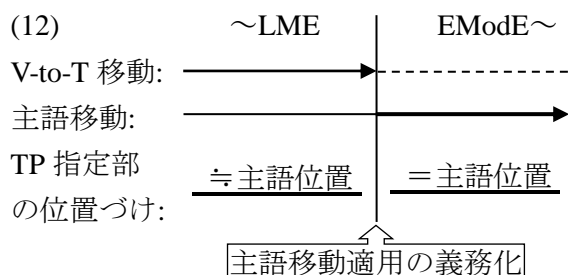 (12) ～LME EModE～
V-to-T 移動:
主語移動:
TP 指定部
の位置づけ: ≒主語位置 ＝主語位置
主語移動適用の義務化